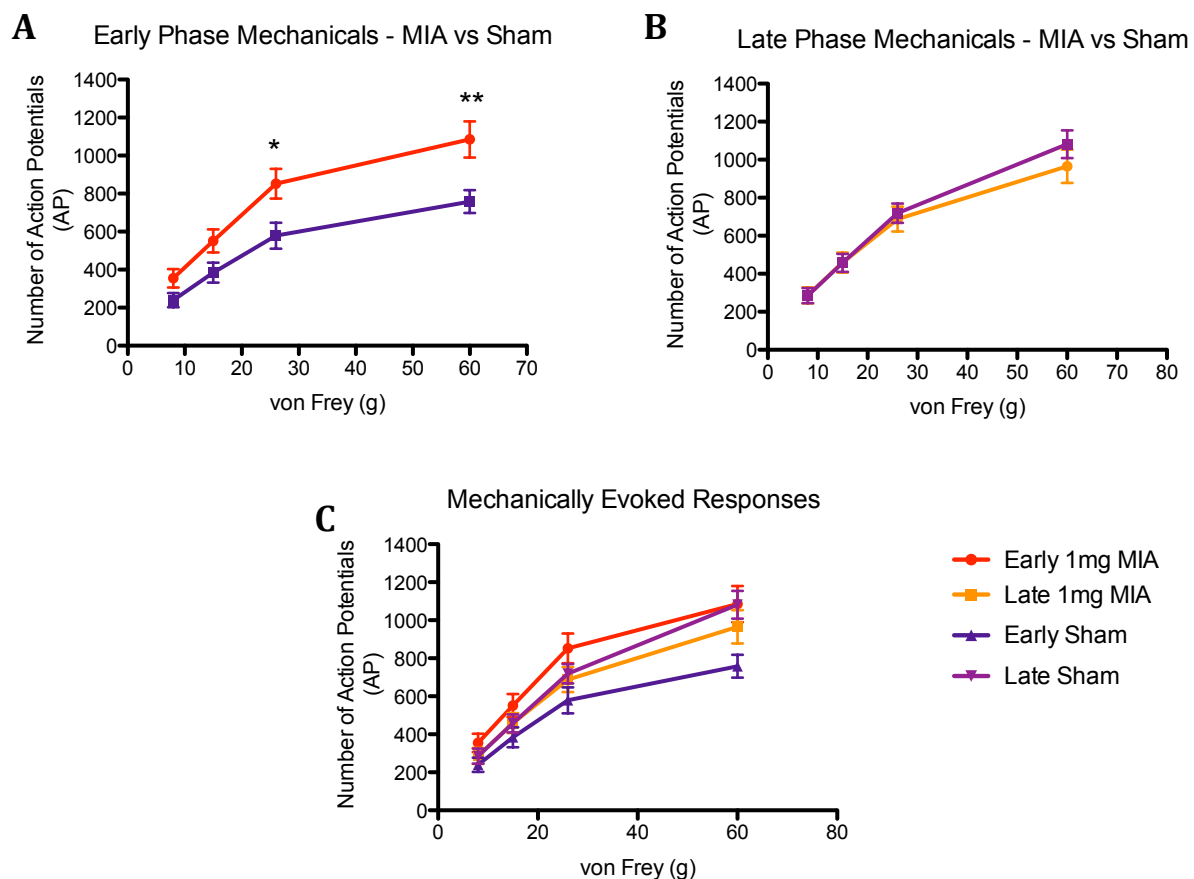 A
Early Phase Mechanicals - MIA vs Sham
1400
1200
1000
800
600
400
200
0
Number of Action Potentials
(AP)
*
**
0 10 20 30 40 50 60 70
von Frey (g)
B
Late Phase Mechanicals - MIA vs Sham
1400
1200
1000
800
600
400
200
0
Number of Action Potentials
(AP)
0 10 20 30 40 50 60 70 80
von Frey (g)
C
Mechanically Evoked Responses
1400
1200
1000
800
600
400
200
0
Number of Action Potentials
(AP)
0 20 40 60 80
von Frey (g)
Early 1mg MIA
Late 1mg MIA
Early Sham
Late Sham